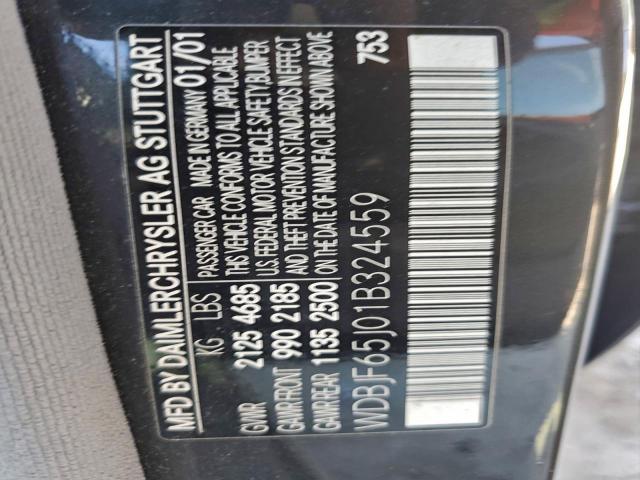 MFD BY DAIMLERCHRYSLER AG STUTTGART
KG LBS PASSENGER CAR MADE IN GERMANY 01/01
GVWR 2125 4685 THIS VEHICLE CONFORMS TO ALL APPLICABLE
U.S. FEDERAL MOTOR VEHICLE SAFETY, BUMPER
GAWR FRONT 990 2185 AND THEFT PREVENTION STANDARDS IN EFFECT
GAWR REAR 1135 2500 ON DATE OF MANUFACTURE SHOWN ABOVE
753
WDBJF65J01B324559